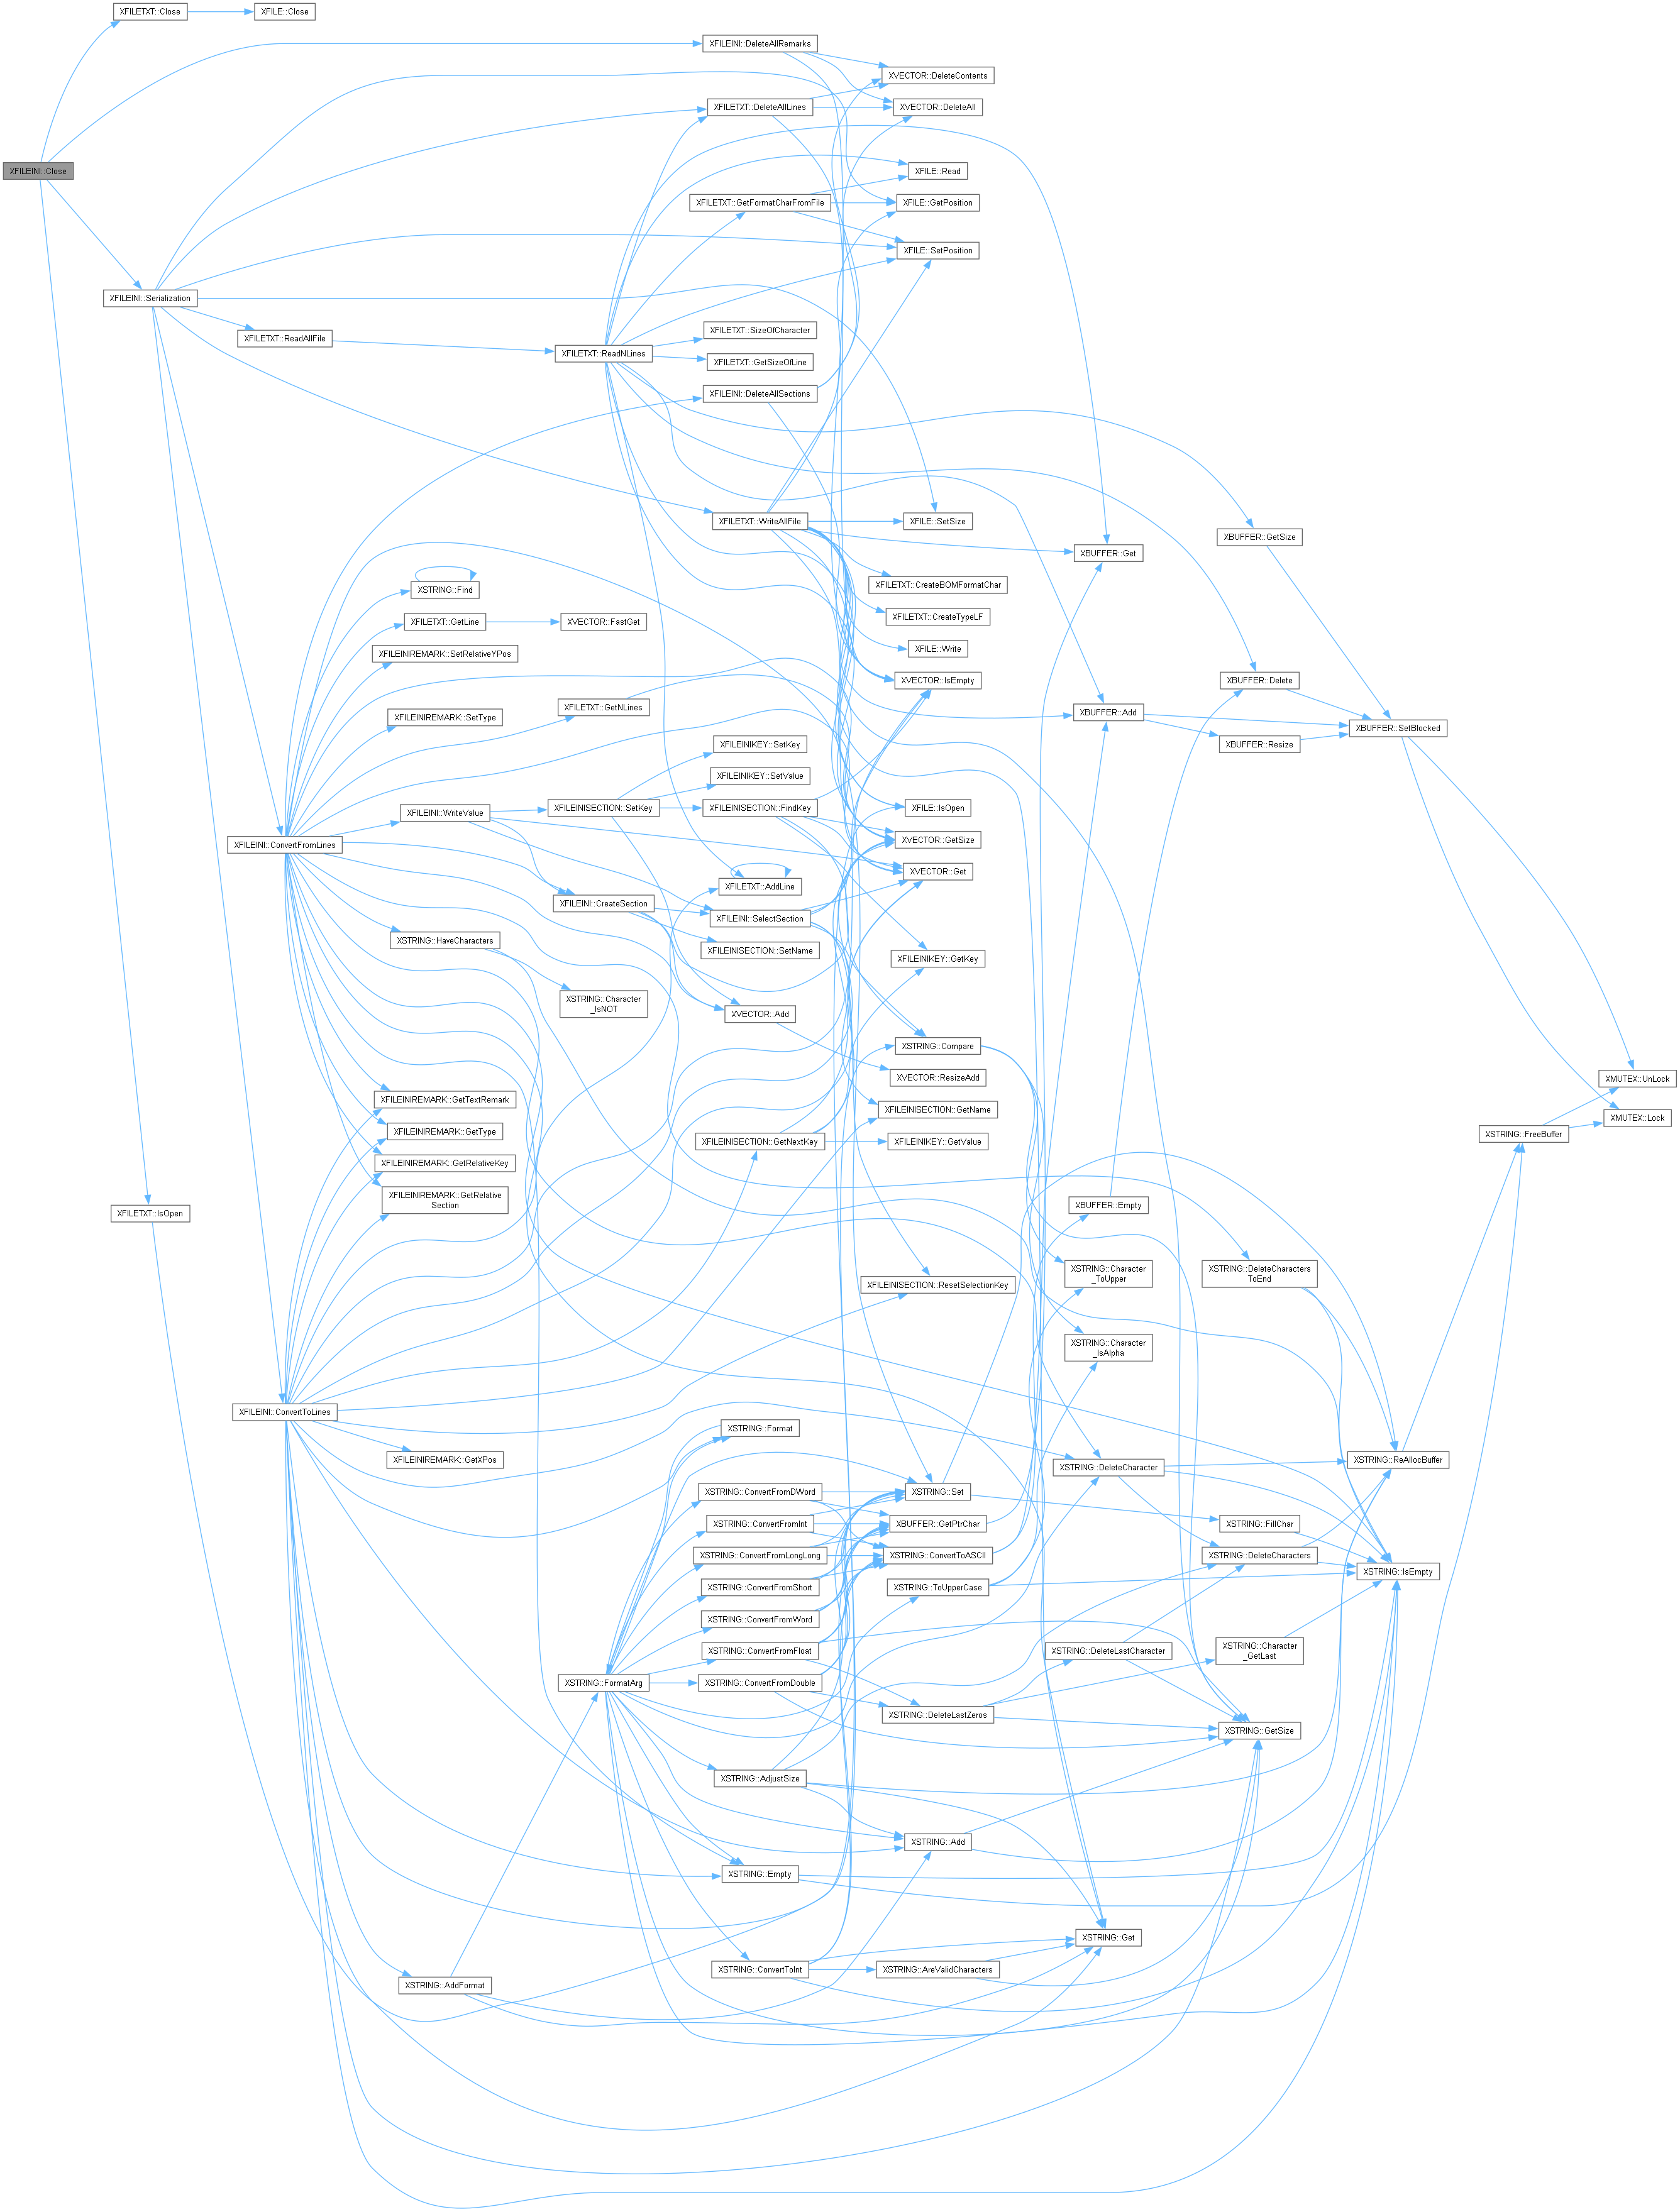 XFILETXT::Close
XFILE::Close
XFILEINI::DeleteAllRemarks
XVECTOR::DeleteContents
XFILETXT::DeleteAllLines
XVECTOR::DeleteAll
XFILEINI::Close
XFILE::Read
XFILETXT::GetFormatCharFromFile
XFILE::GetPosition
XFILE::SetPosition
XFILEINI::Serialization
XFILETXT::SizeOfCharacter
XFILETXT::ReadAllFile
XFILETXT::ReadNLines
XFILETXT::GetSizeOfLine
XFILEINI::DeleteAllSections
XFILETXT::WriteAllFile
XFILE::SetSize
XBUFFER::GetSize
XBUFFER::Get
XFILETXT::CreateBOMFormatChar
XSTRING::Find
XFILETXT::CreateTypeLF
XFILETXT::GetLine
XVECTOR::FastGet
XFILE::Write
XFILEINIREMARK::SetRelativeYPos
XVECTOR::IsEmpty
XBUFFER::Delete
XFILETXT::GetNLines
XBUFFER::Add
XFILEINIREMARK::SetType
XBUFFER::SetBlocked
XFILEINIKEY::SetKey
XBUFFER::Resize
XFILEINIKEY::SetValue
XFILEINI::WriteValue
XFILEINISECTION::SetKey
XFILEINISECTION::FindKey
XFILE::IsOpen
XFILEINI::ConvertFromLines
XVECTOR::GetSize
XVECTOR::Get
XFILETXT::AddLine
XFILEINI::CreateSection
XFILEINI::SelectSection
XSTRING::HaveCharacters
XFILEINISECTION::SetName
XFILEINIKEY::GetKey
XSTRING::Character
_IsNOT
XVECTOR::Add
XSTRING::Compare
XVECTOR::ResizeAdd
XMUTEX::UnLock
XFILEINIREMARK::GetTextRemark
XFILEINISECTION::GetName
XMUTEX::Lock
XFILEINIREMARK::GetType
XSTRING::FreeBuffer
XFILEINISECTION::GetNextKey
XFILEINIKEY::GetValue
XFILEINIREMARK::GetRelativeKey
XFILEINIREMARK::GetRelative
Section
XBUFFER::Empty
XFILETXT::IsOpen
XSTRING::Character
_ToUpper
XSTRING::DeleteCharacters
ToEnd
XFILEINISECTION::ResetSelectionKey
XSTRING::Character
_IsAlpha
XFILEINI::ConvertToLines
XSTRING::Format
XFILEINIREMARK::GetXPos
XSTRING::ReAllocBuffer
XSTRING::DeleteCharacter
XSTRING::ConvertFromDWord
XSTRING::Set
XSTRING::ConvertFromInt
XBUFFER::GetPtrChar
XSTRING::FillChar
XSTRING::ConvertFromLongLong
XSTRING::ConvertToASCII
XSTRING::DeleteCharacters
XSTRING::IsEmpty
XSTRING::ConvertFromShort
XSTRING::ToUpperCase
XSTRING::ConvertFromWord
XSTRING::ConvertFromFloat
XSTRING::DeleteLastCharacter
XSTRING::Character
_GetLast
XSTRING::FormatArg
XSTRING::ConvertFromDouble
XSTRING::DeleteLastZeros
XSTRING::GetSize
XSTRING::AdjustSize
XSTRING::Add
XSTRING::Empty
XSTRING::Get
XSTRING::ConvertToInt
XSTRING::AreValidCharacters
XSTRING::AddFormat